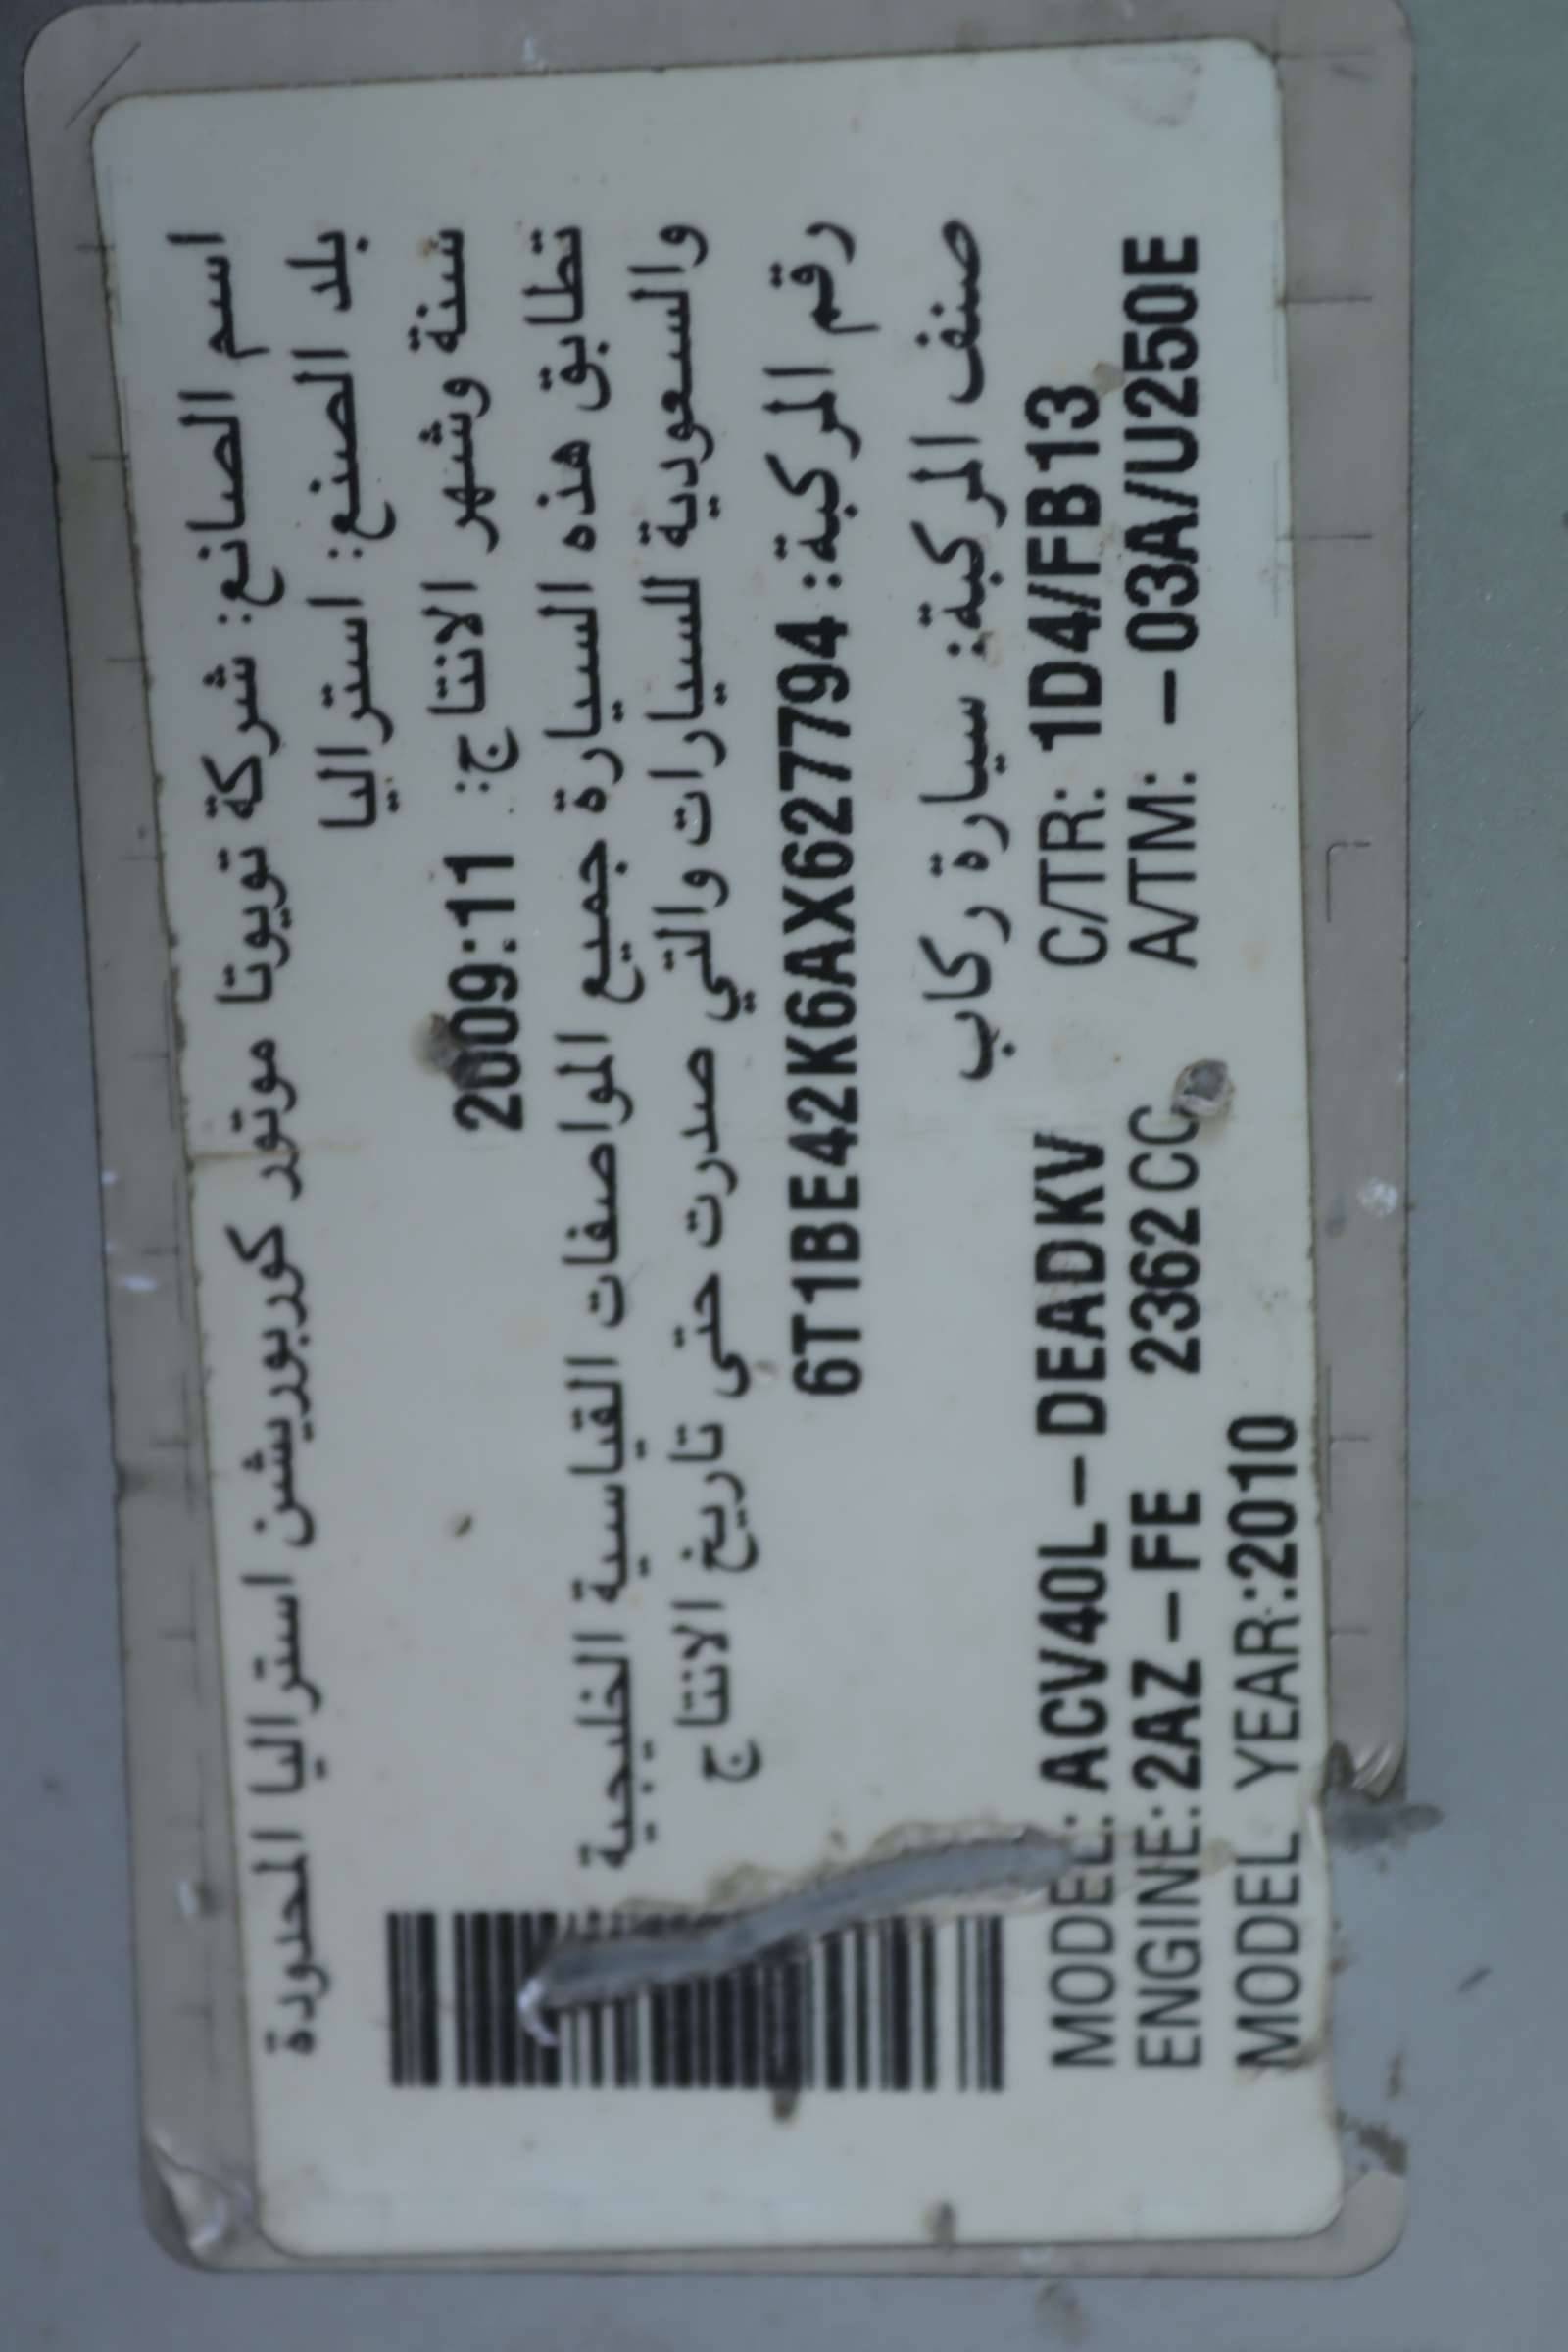 اسم الصانع: شركة تويوتا موتور كوربوريشن استراليا المحدودة
بلد الصنع: استراليا
سنة وشهر الانتاج: 2009:11
تطابق هذه السيارة جميع المواصفات القياسية الخليجية
والسعودية للسيارات والتي صدرت حتى تاريخ الانتاج
رقم المركبة: 6T1BE42K6AX627794
صنف المركبة: سيارة ركاب
MODEL: ACV40L-DEADKV C/TR: 1D4/FB13
ENGINE: 2AZ-FE 2362 CC A/TM: -03A/U250E
MODEL YEAR:2010